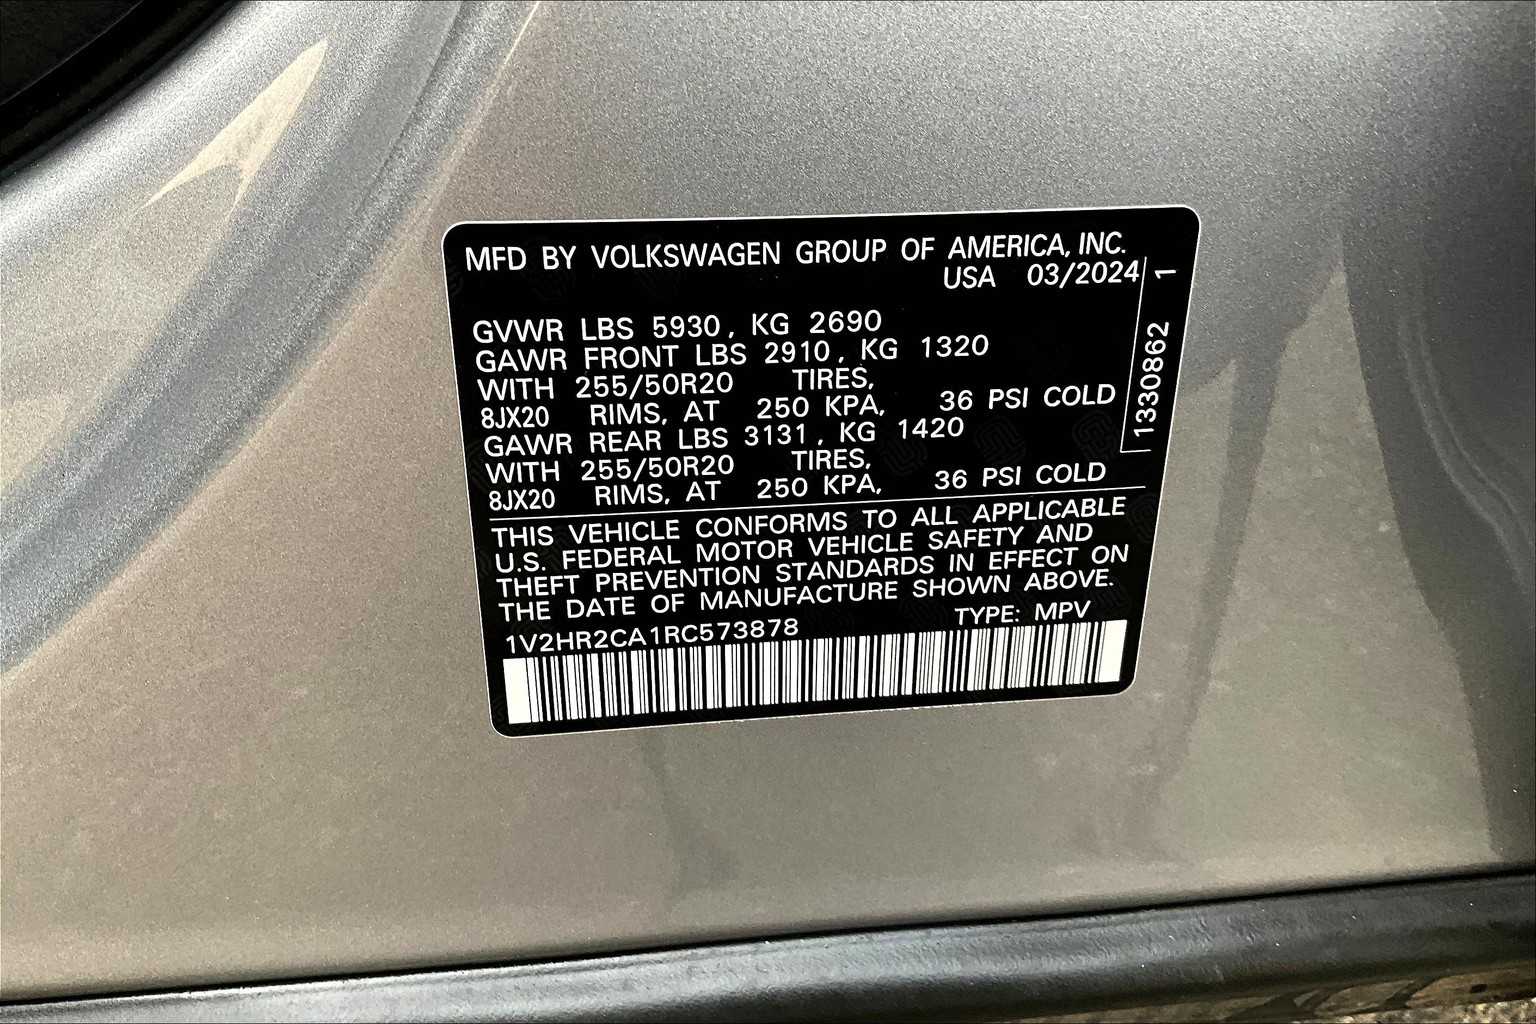 MFD BY VOLKSWAGEN GROUP OF AMERICA, INC.
USA 03/2024
GVWR LBS 5930, KG 2690
GAWR FRONT LBS 2910, KG 1320
WITH 255/50R20 TIRES,
8JX20 RIMS, AT 250 KPA, 36 PSI COLD
GAWR REAR LBS 3131, KG 1420
WITH 255/50R20 TIRES,
8JX20 RIMS, AT 250 KPA, 36 PSI COLD
THIS VEHICLE CONFORMS TO ALL APPLICABLE
U.S. FEDERAL MOTOR VEHICLE SAFETY AND
THEFT PREVENTION STANDARDS IN EFFECT ON
THE DATE OF MANUFACTURE SHOWN ABOVE.
1V2HR2CA1RC573878 TYPE: MPV
1330862 1